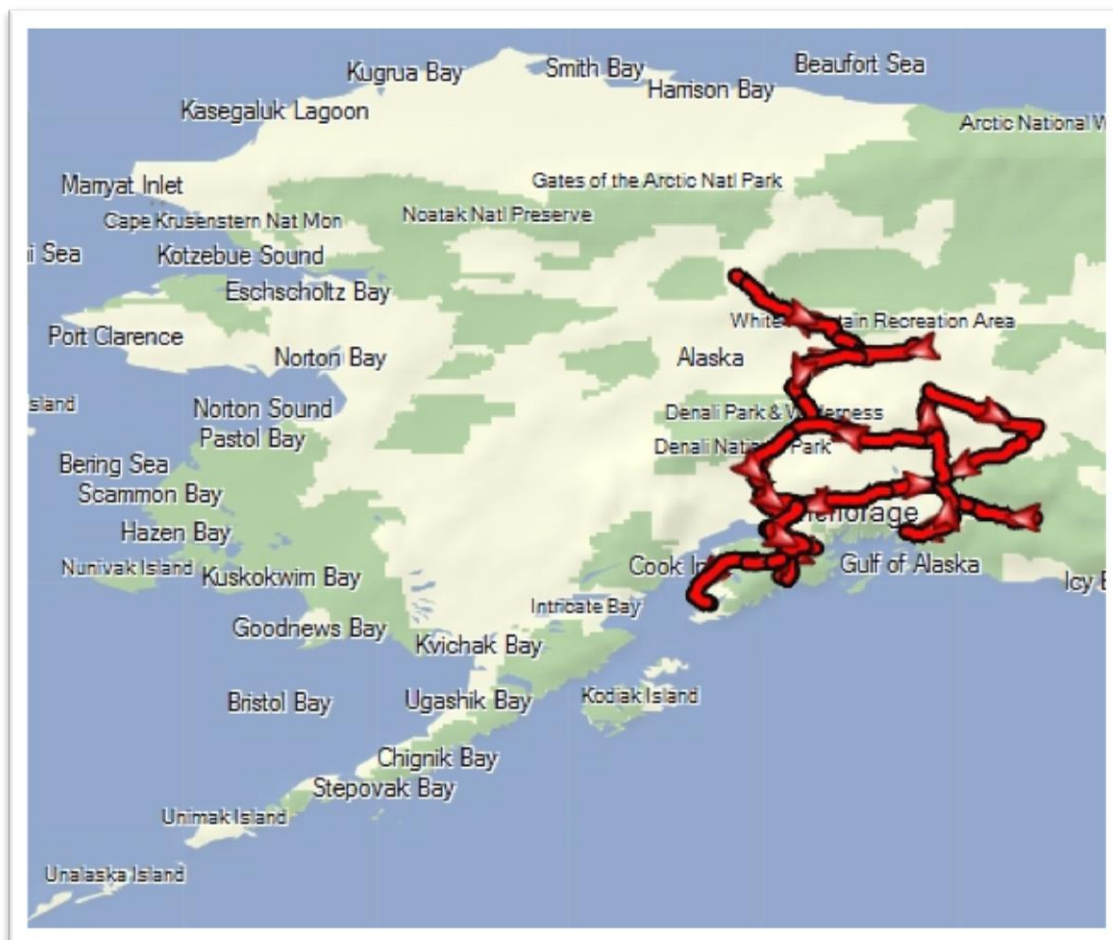 Beaufort Sea
Smith Bay
Kugrua Bay
Harrison Bay
Kasegaluk Lagoon
Arctic National W
Gates of the Arctic Natl Park
Marryat Inlet
Noatak Natl Preserve
Cape Krusenstern Nat Mon
i Sea
Kotzebue Sound
Eschscholtz Bay
White tain Recreation Area
Port Clarence
Norton Bay
Alaska
sland
Norton Sound
Denali Park & W derness
Pastol Bay
Denali Nati Park
Bering Sea
Scammon Bay
Hazen Bay
nchorage
Nunivak Island
Kuskokwim Bay
Cook In
Gulf of Alaska
Icy B
Intricate Bay
Goodnews Bay
Kvichak Bay
Bristol Bay
Ugashik Bay
Kodiak Island
Chignik Bay
Stepovak Bay
Unimak Island
Unalaska Island